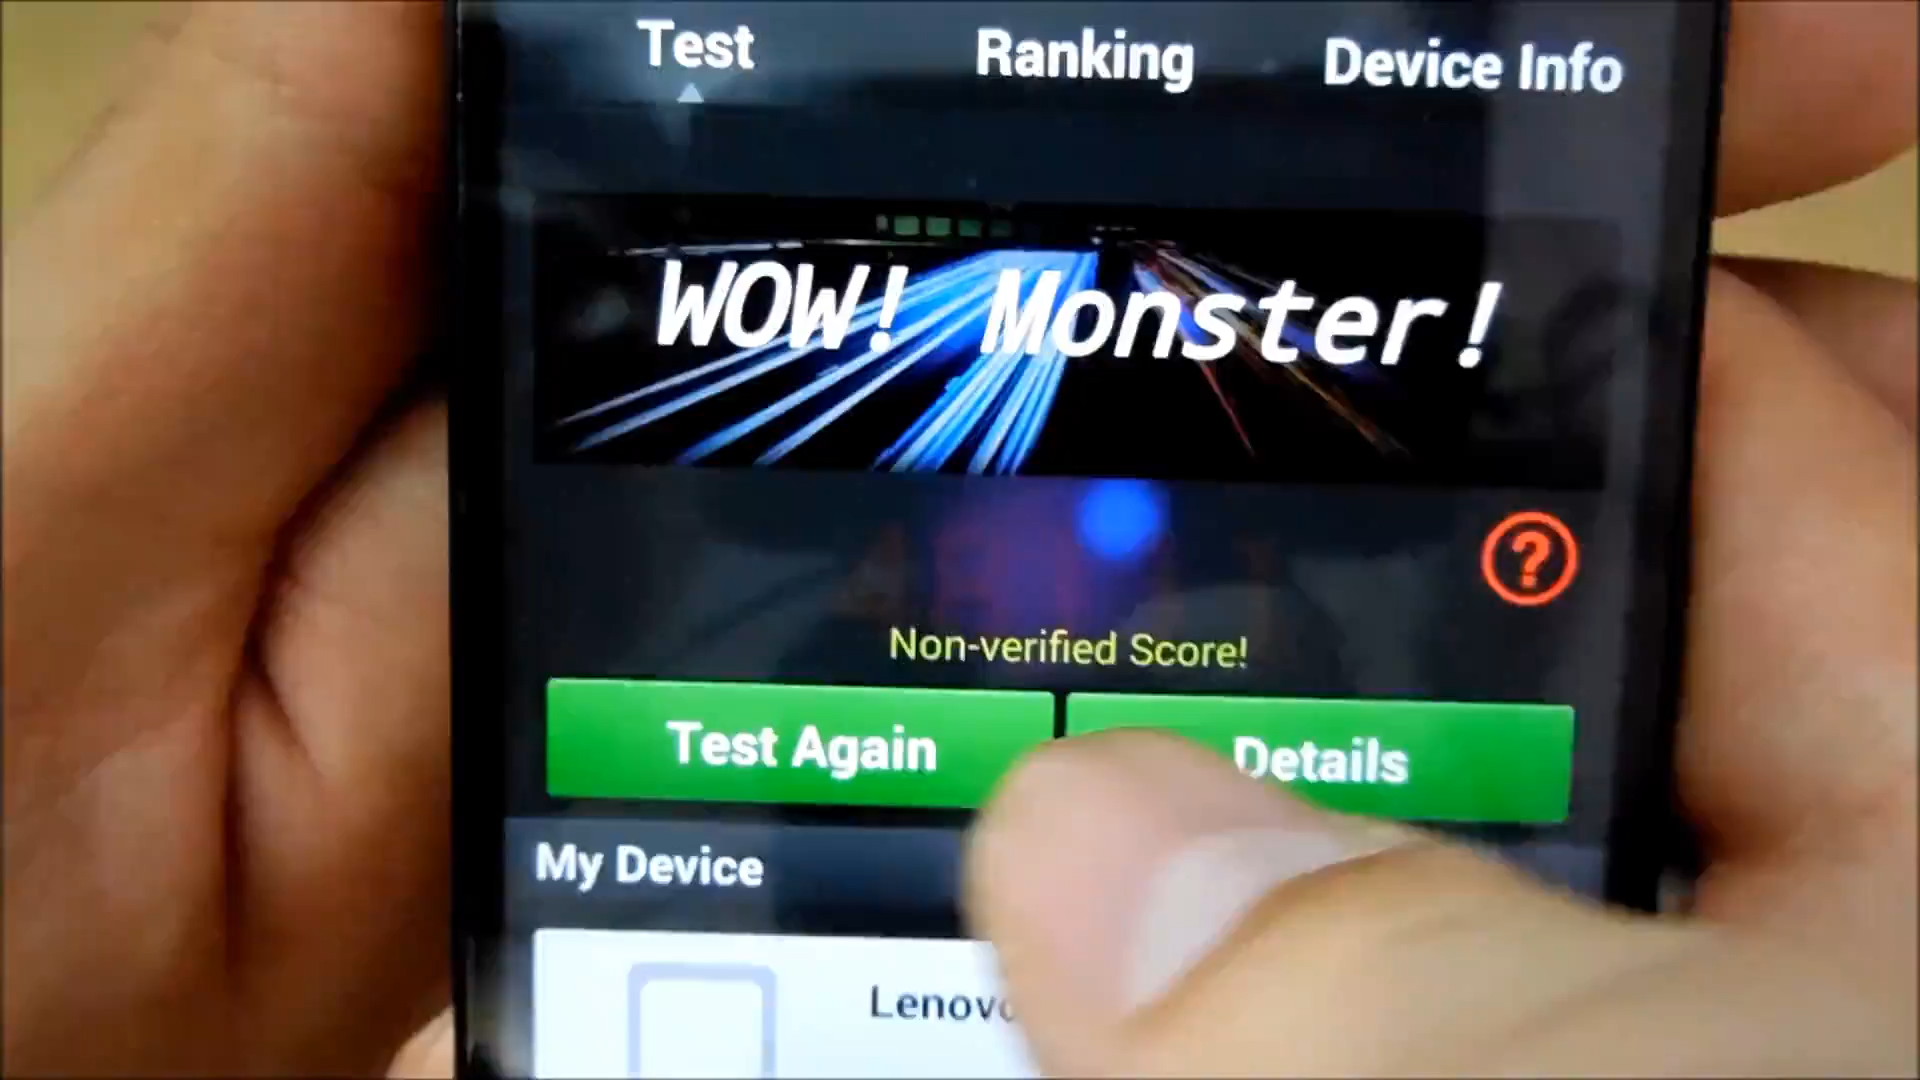 Test Ranking Device Info
WOW! Monster!
?
Non-verified Score!
Test Again Details
My Device